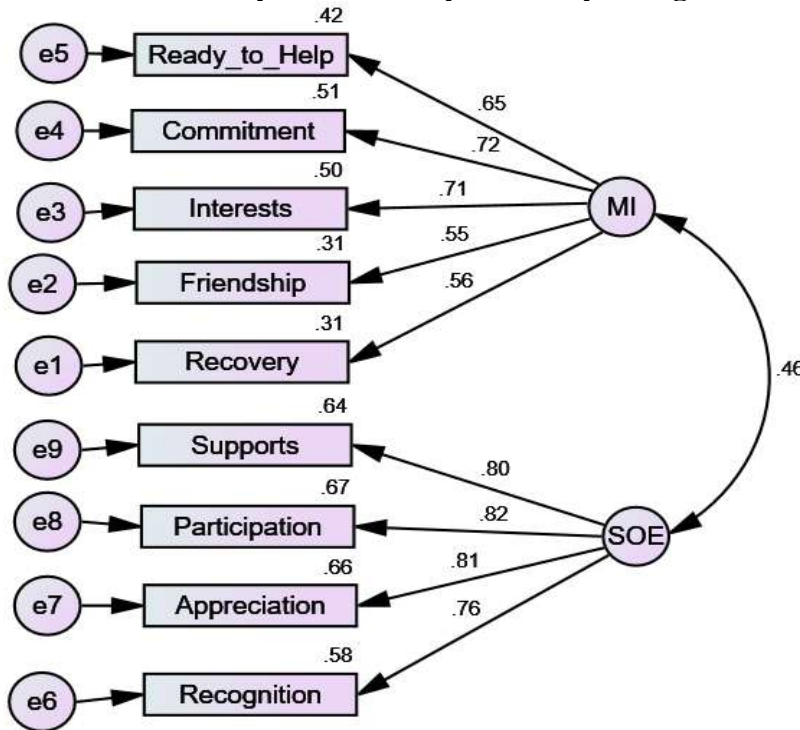 .42
e5 Ready_to_Help
.65
.51
e4 Commitment
.72
.50
e3 Interests
.71
MI
.31
e2 Friendship
.55
.31
e1 Recovery
.56
.46
.64
e9 Supports
.80
.67
e8 Participation
.82
SOE
.66
e7 Appreciation
.81
.76
.58
e6 Recognition